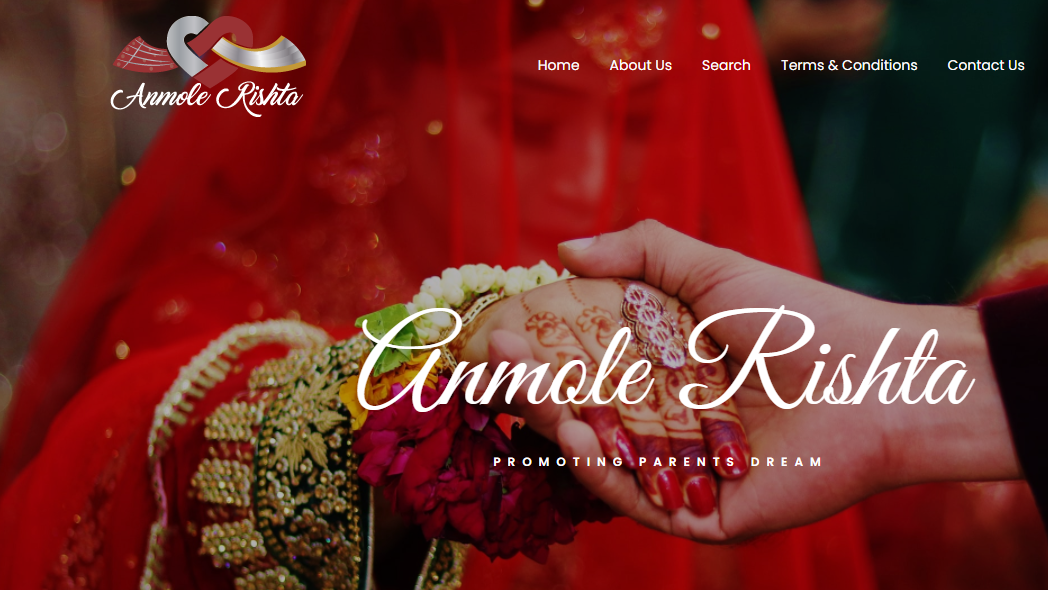 Anmole Rishta
Home About Us Search Terms & Conditions Contact Us
Anmole Rishta
PROMOTING PARENTS DREAM